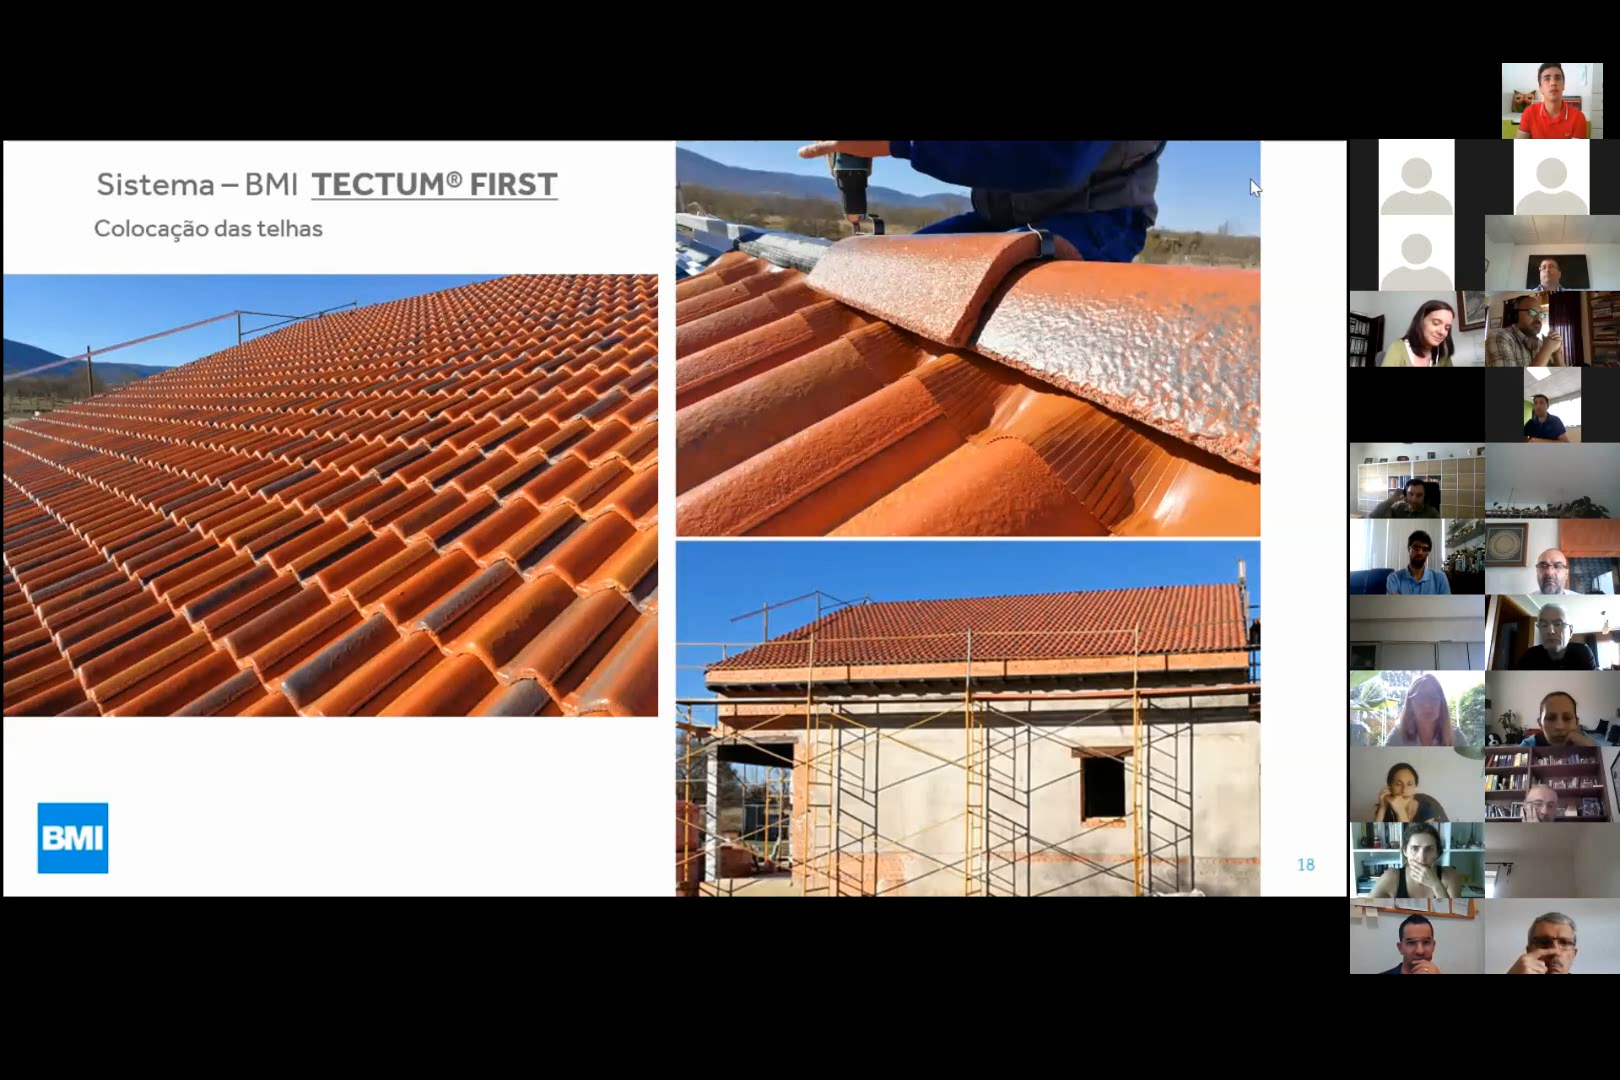 Sistema – BMI TECTUM® FIRST
Colocação das telhas
BMI
18